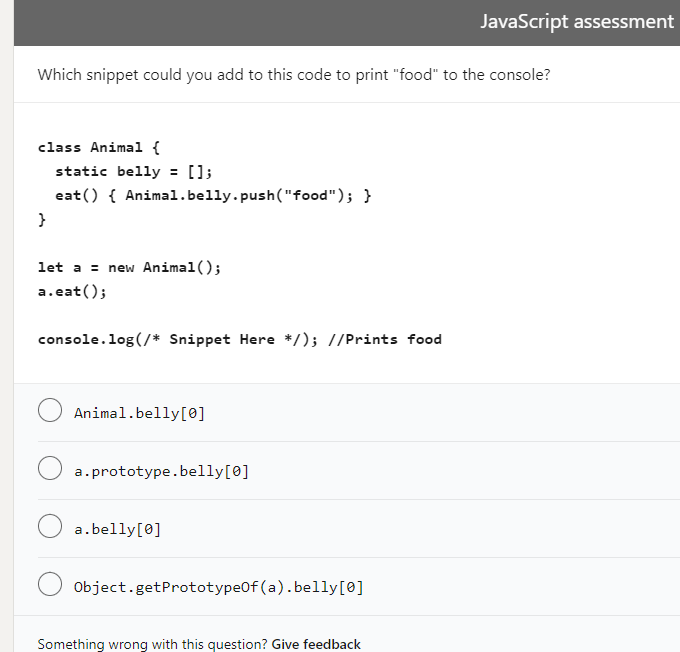 JavaScript assessment
Which snippet could you add to this code to print "food" to the console?
class Animal {
  static belly = [];
  eat() { Animal.belly.push("food"); }
}
let a = new Animal();
a.eat();
console.log(/* Snippet Here */); //Prints food
Animal.belly[0]
a.prototype.belly[0]
a.belly[0]
Object.getPrototypeOf(a).belly[0]
Something wrong with this question? Give feedback